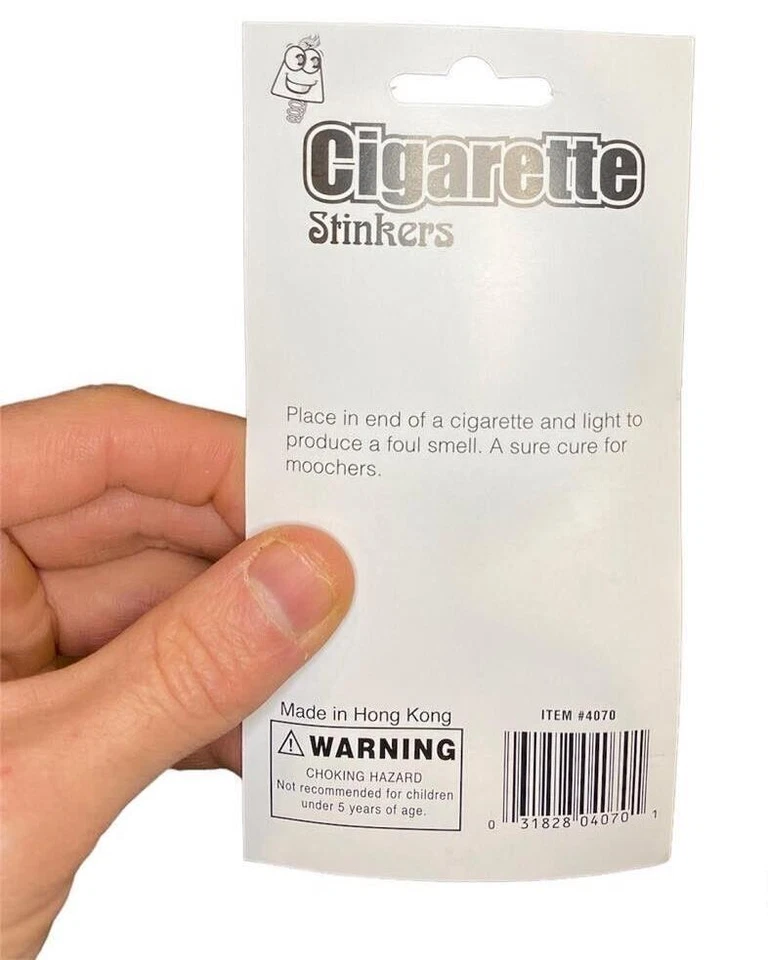 Cigarette
Stinkers
Place in end of a cigarette and light to
produce a foul smell. A sure cure for
moochers.
Made in Hong Kong
⚠ WARNING
CHOKING HAZARD
Not recommended for children
under 5 years of age.
ITEM #4070
0 31828 04070 1